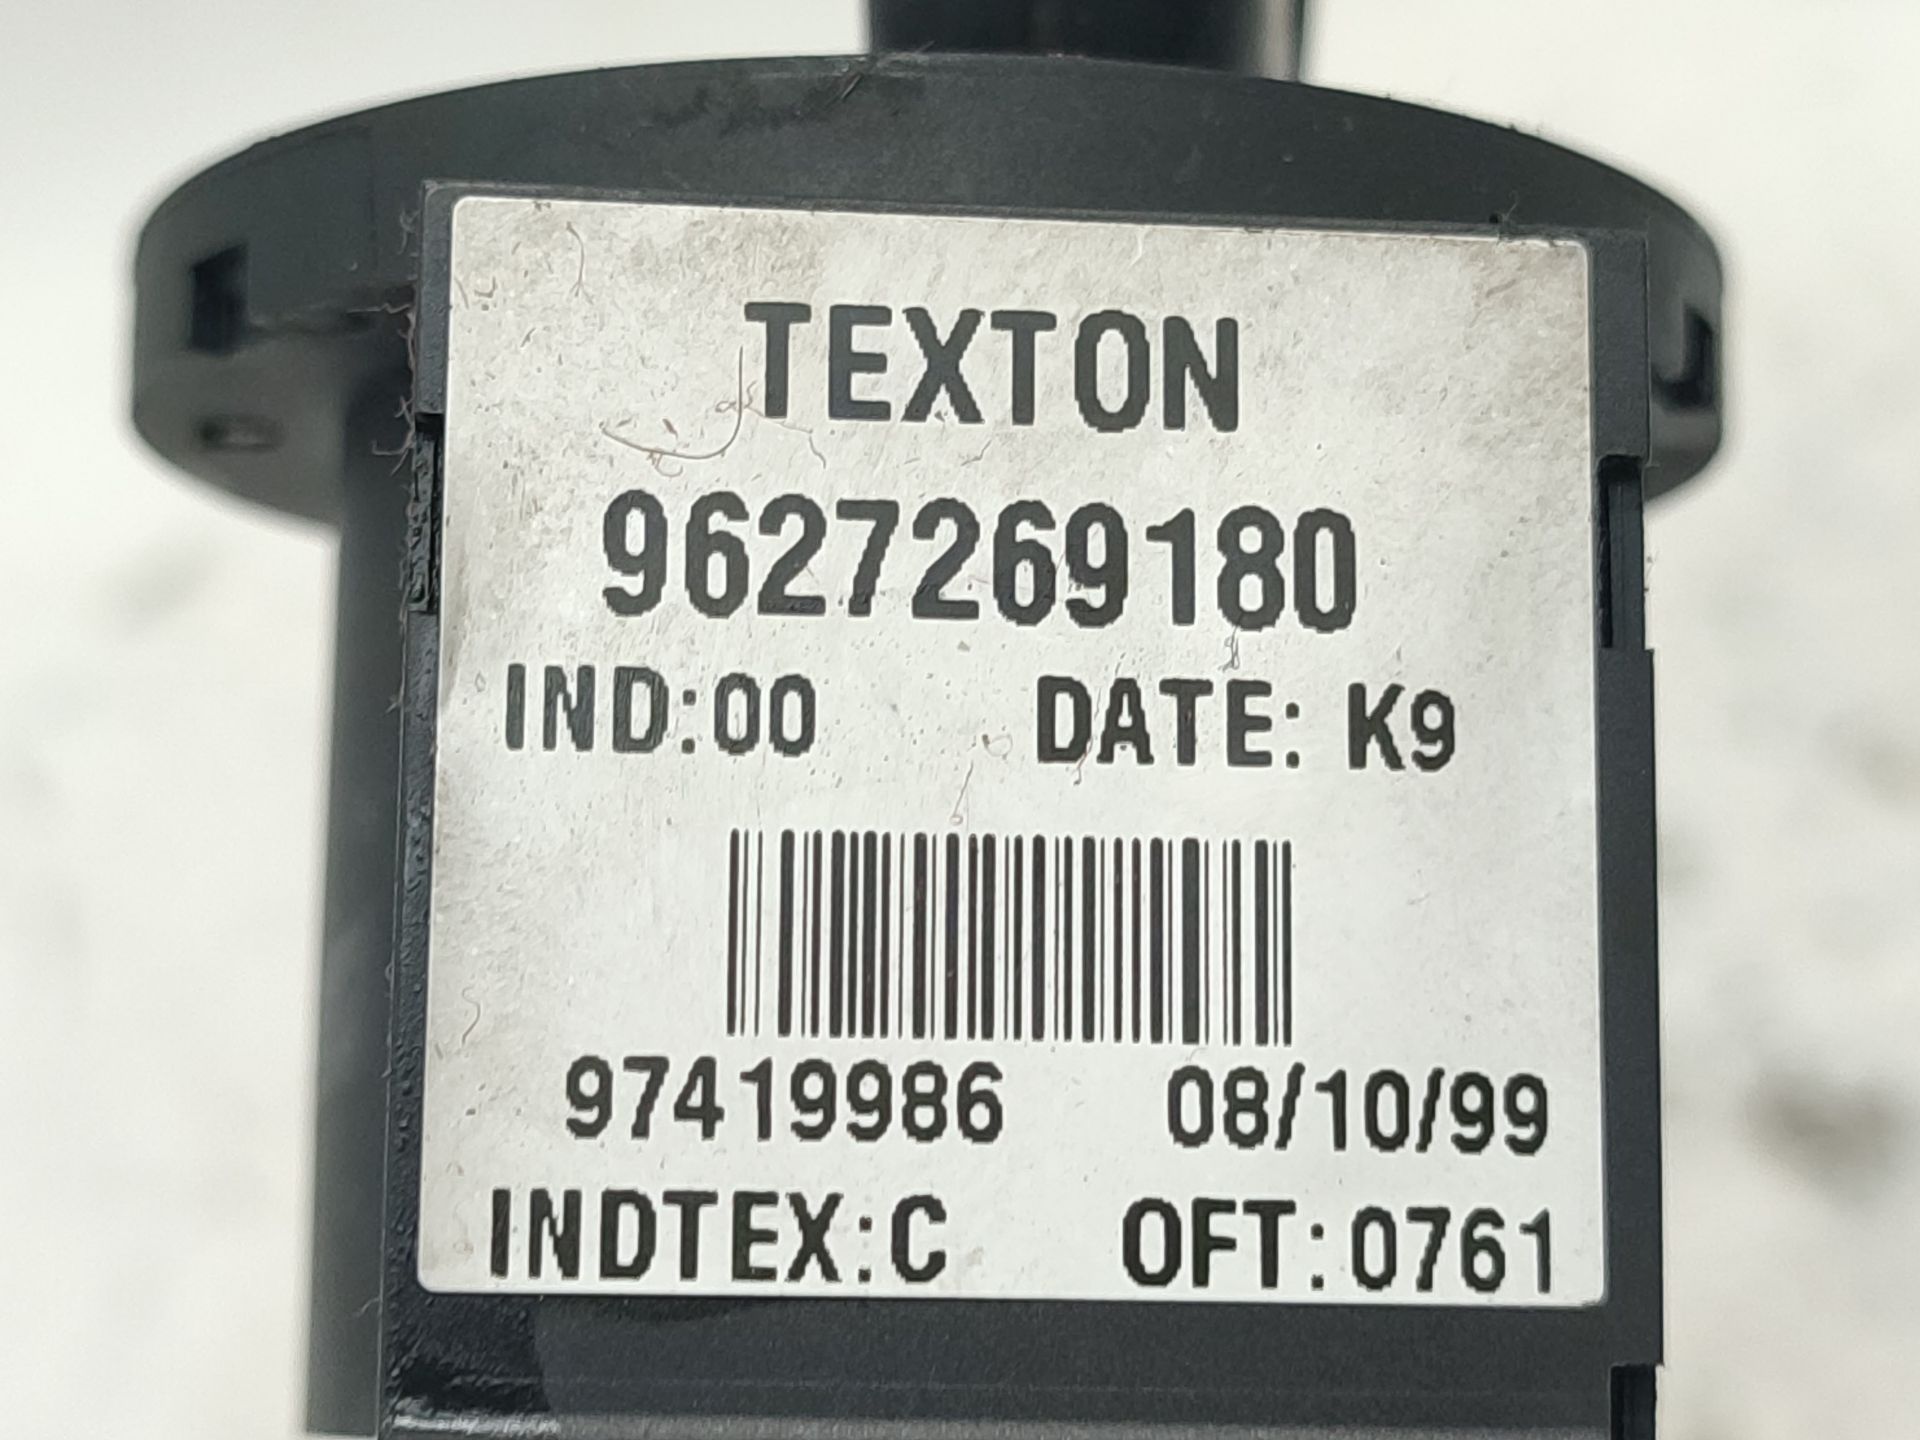 TEXTON
9627269180
IND:00 DATE: K9
97419986 08/10/99
INDTEX:C OFT:0761